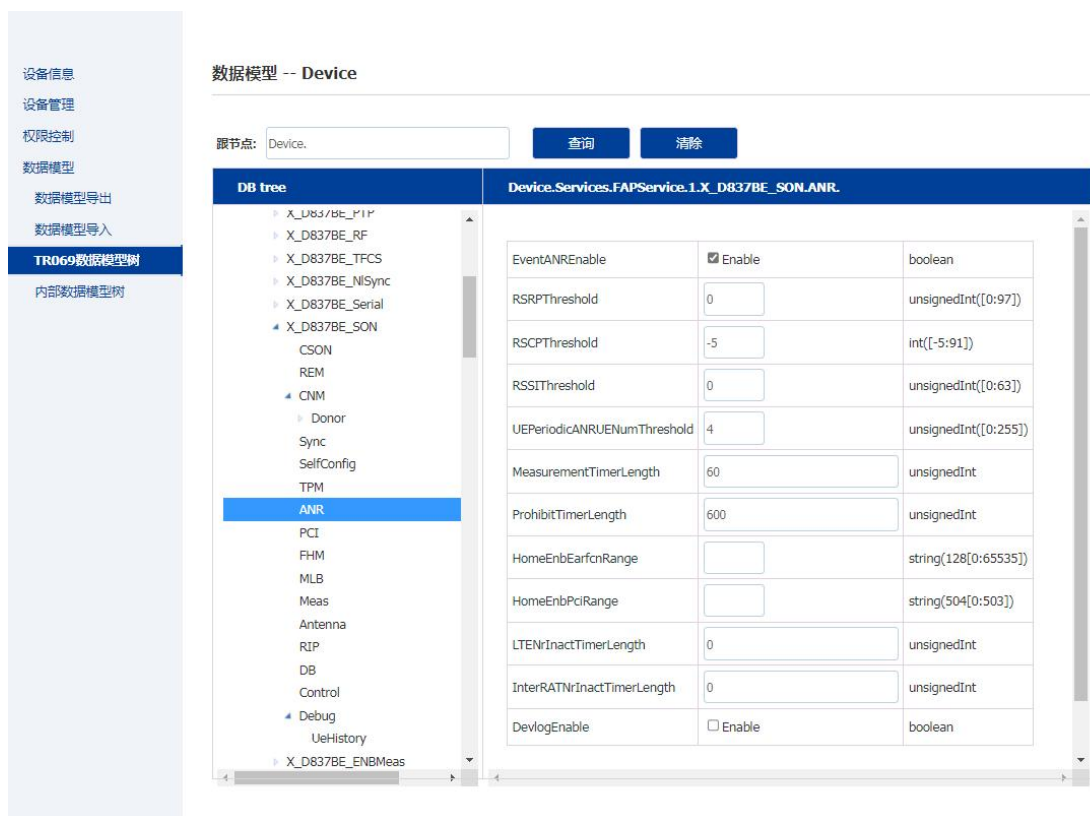 设备信息
设备管理
权限控制
数据模型
数据模型导出
数据模型导入
TR069数据模型树
内部数据模型树
数据模型 -- Device
跟节点: Device. 查询 清除
DB tree
X_D837BE_PTP
X_D837BE_RF
X_D837BE_TFCS
X_D837BE_NlSync
X_D837BE_Serial
X_D837BE_SON
CSON
REM
CNM
Donor
Sync
SelfConfig
TPM
ANR
PCI
FHM
MLB
Meas
Antenna
RIP
DB
Control
Debug
UeHistory
X_D837BE_ENBMeas
Device.Services.FAPService.1.X_D837BE_SON.ANR.
EventANREnable Enable boolean
RSRPThreshold 0 unsignedInt([0:97])
RSCPThreshold -5 int([-5:91])
RSSIThreshold 0 unsignedInt([0:63])
UEPeriodicANRUENumThreshold 4 unsignedInt([0:255])
MeasurementTimerLength 60 unsignedInt
ProhibitTimerLength 600 unsignedInt
HomeEnbEarfcnRange string(128[0:65535])
HomeEnbPciRange string(504[0:503])
LTENrInactTimerLength 0 unsignedInt
InterRATNrInactTimerLength 0 unsignedInt
DevlogEnable Enable boolean